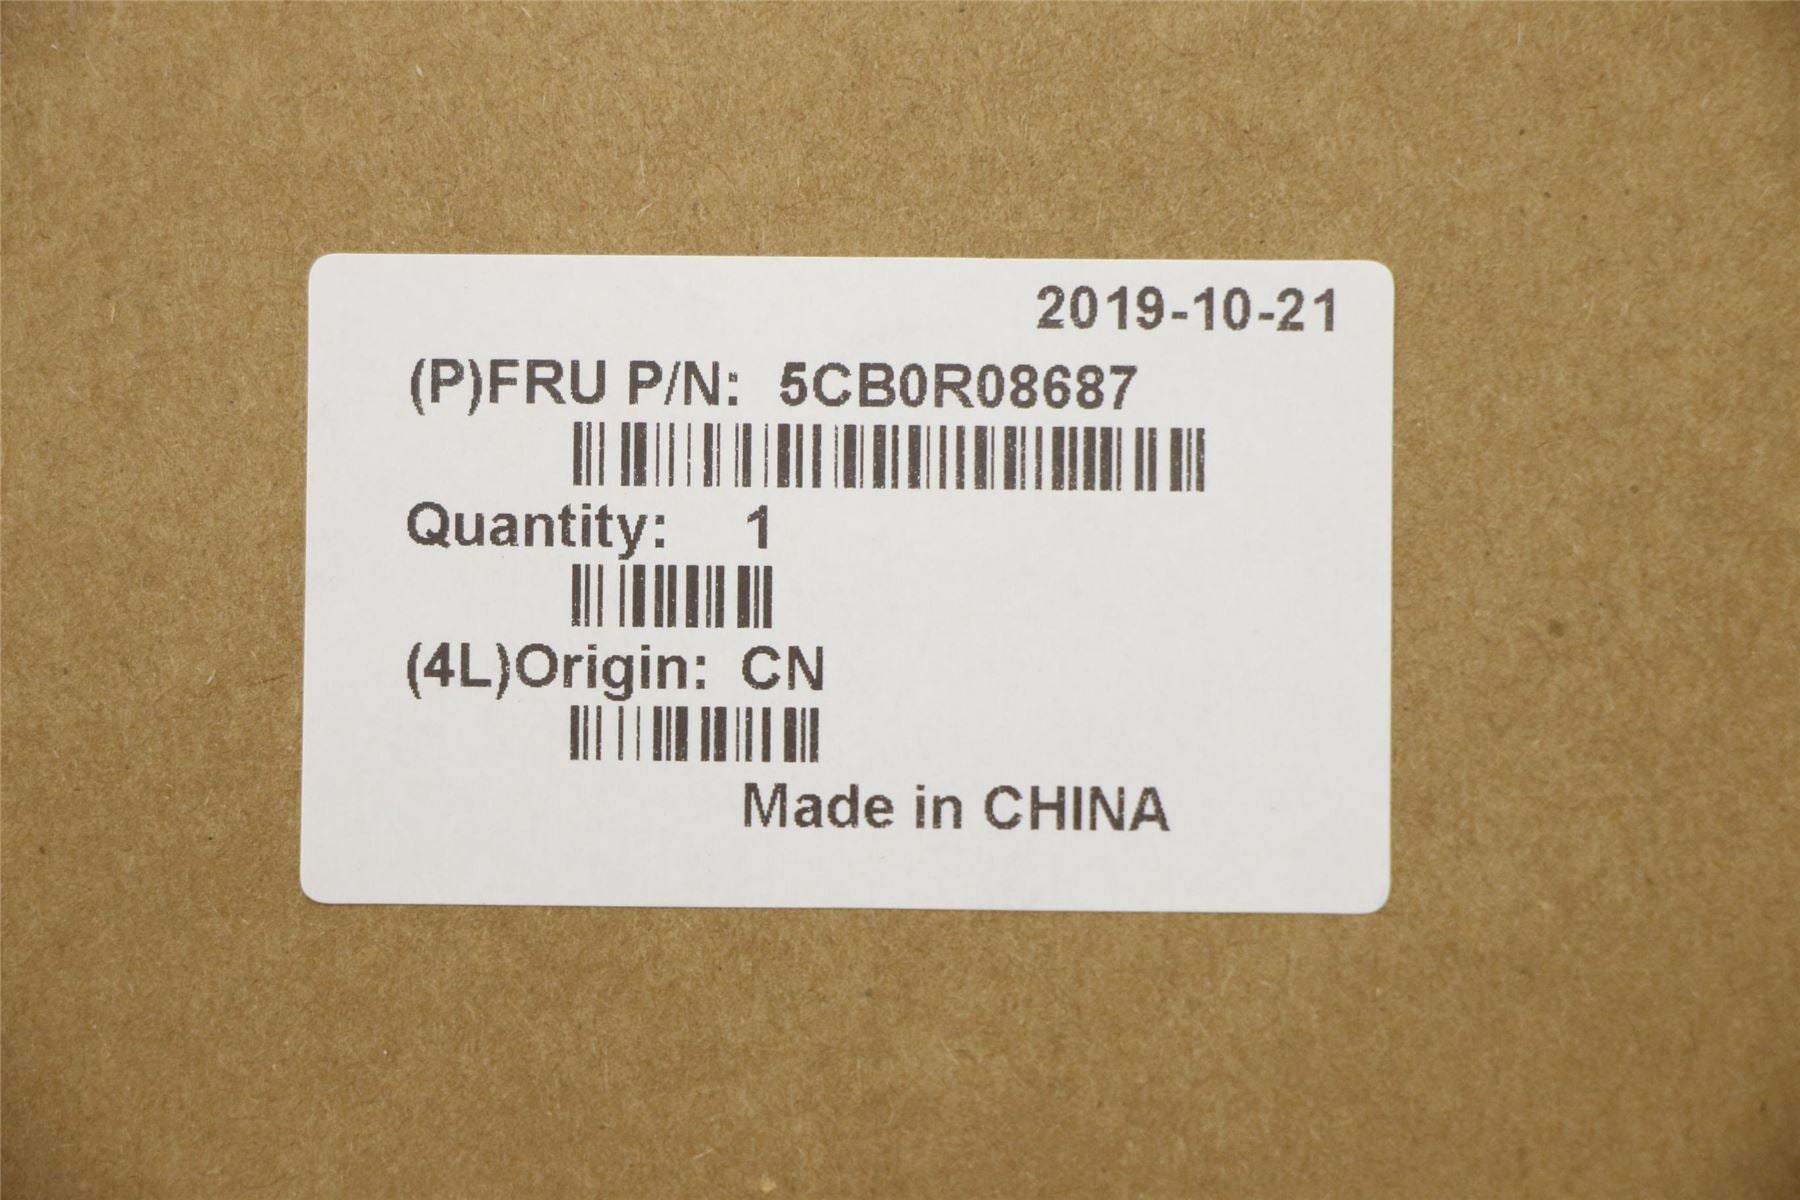 2019-10-21
(P)FRU P/N: 5CB0R08687
Quantity: 1
(4L)Origin: CN
Made in CHINA